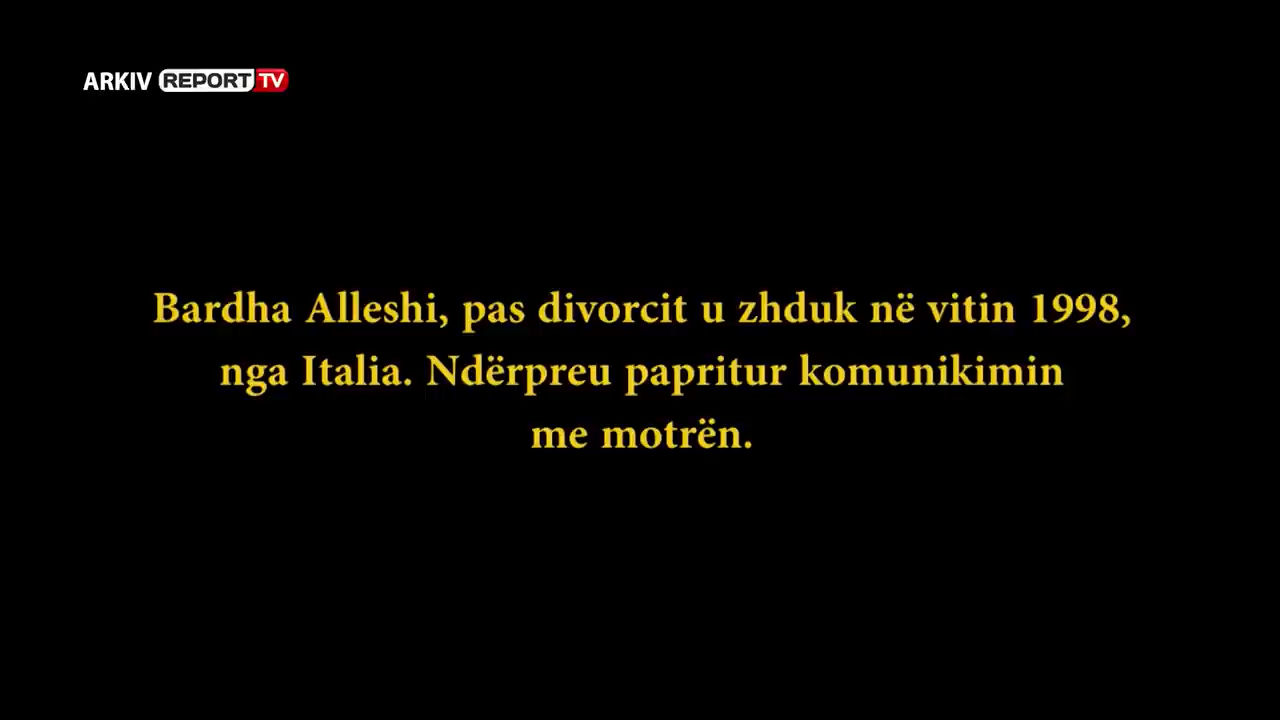 ARKIV REPORT TV
Bardha Alleshi, pas divorcit u zhduk në vitin 1998,
nga Italia. Ndërpreu papritur komunikimin
me motrën.